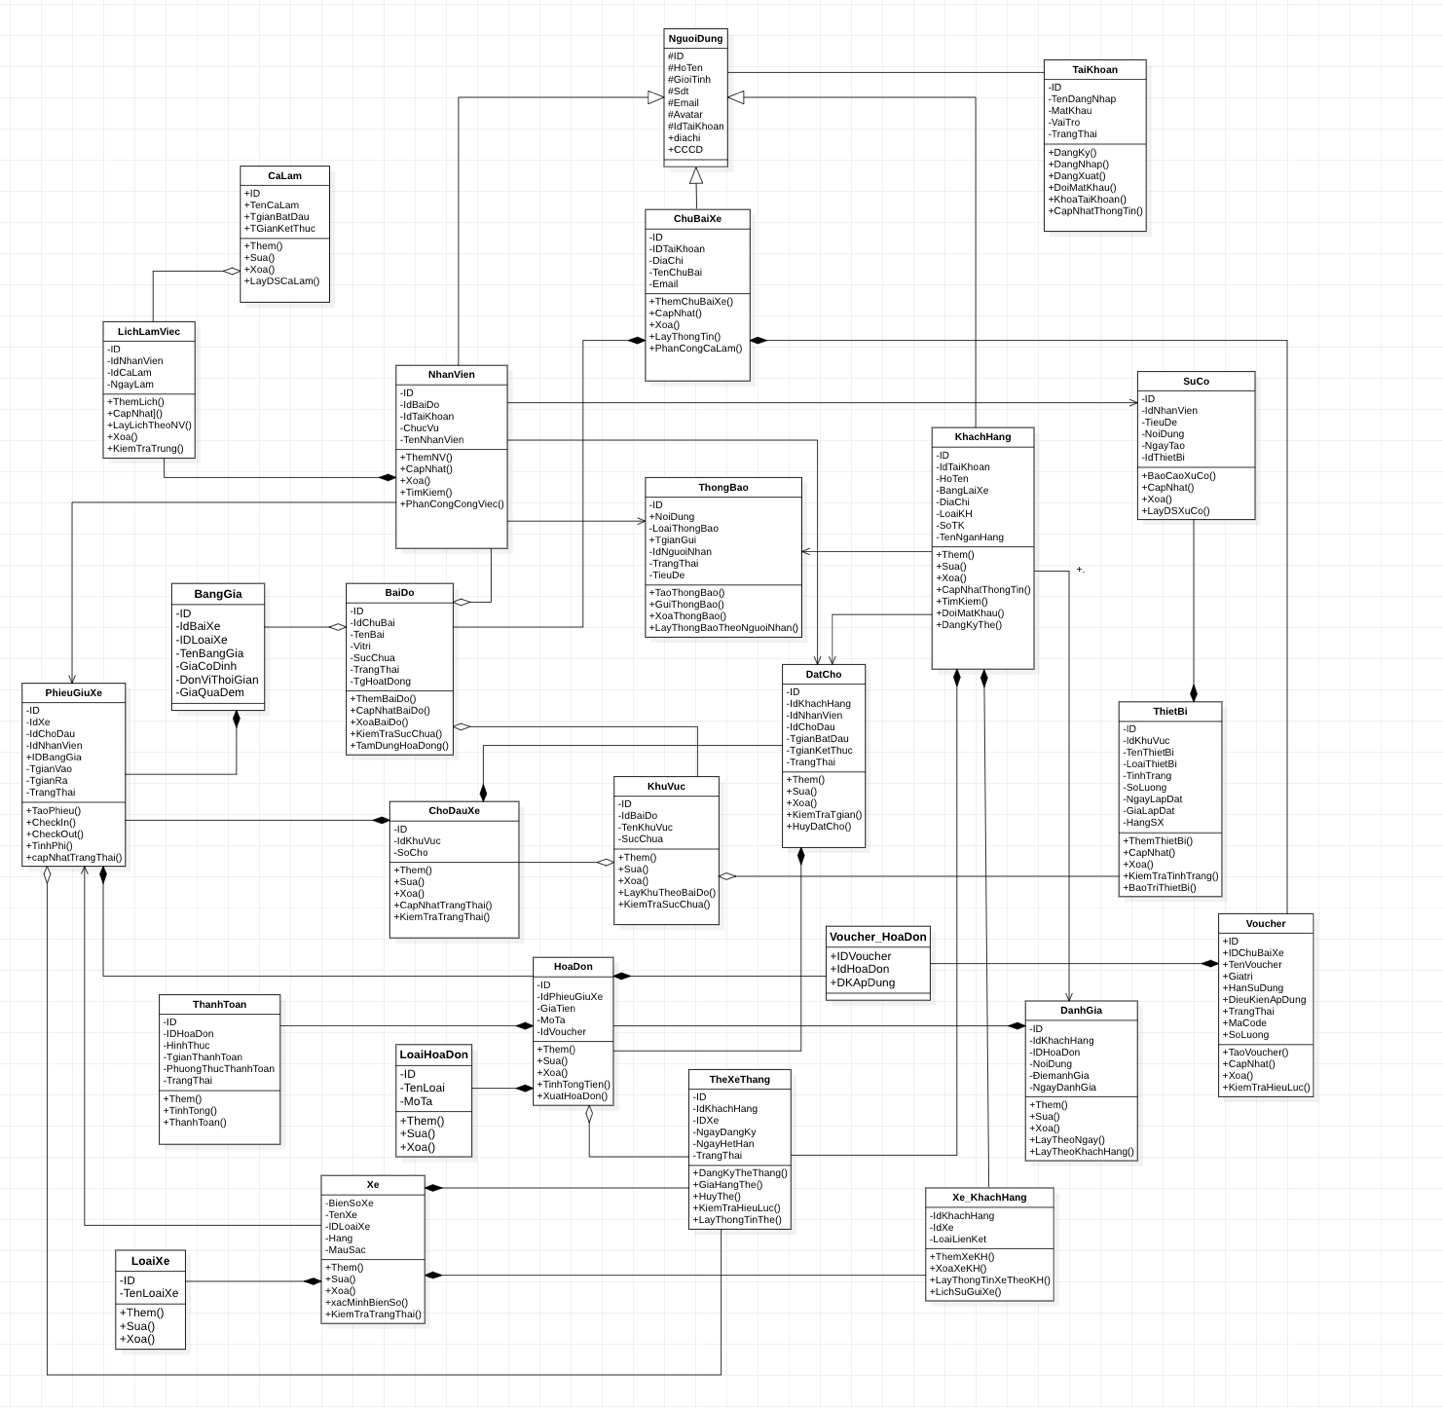 NguoiDung
#ID
#HoTen
#GioiTinh
#Sdt
#Email
#Avatar
#IdTaiKhoan
+diachi
+CCCD
TaiKhoan
-ID
-TenDangNhap
-MatKhau
-VaiTro
-TrangThai
+DangKy()
+DangNhap()
+DangXuat()
+DoiMatKhau()
+KhoaTaiKhoan()
+CapNhatThongTin()
CaLam
+ID
+TenCaLam
+TgianBatDau
+TGianKetThuc
+Them()
+Sua()
+Xoa()
+LayDSCaLam()
ChuBaiXe
-ID
-IDTaiKhoan
-DiaChi
-TenChuBai
-Email
+ThemChuBaiXe()
+CapNhat()
+Xoa()
+LayThongTin()
+PhanCongCaLam()
LichLamViec
-ID
-IdNhanVien
-IdCaLam
-NgayLam
+ThemLich()
+CapNhat]()
+LayLichTheoNV()
+Xoa()
+KiemTraTrung()
NhanVien
-ID
-IdBaiDo
-IdTaiKhoan
-ChucVu
-TenNhanVien
+ThemNV()
+CapNhat()
+Xoa()
+TimKiem()
+PhanCongCongViec()
SuCo
-ID
-IdNhanVien
-TieuDe
-NoiDung
-NgayTao
-IdThietBi
+BaoCaoXuCo()
+CapNhat()
+Xoa()
+LayDSXuCo()
KhachHang
-ID
-IdTaiKhoan
-HoTen
-BangLaiXe
-DiaChi
-LoaiKH
-SoTK
-TenNganHang
+Them()
+Sua()
+Xoa()
+CapNhatThongTin()
+TimKiem()
+DoiMatKhau()
+DangKyThe()
+.
ThongBao
-ID
+NoiDung
-LoaiThongBao
+TgianGui
-IdNguoiNhan
-TrangThai
-TieuDe
+TaoThongBao()
+GuiThongBao()
+XoaThongBao()
+LayThongBaoTheoNguoiNhan()
BangGia
-ID
-IdBaiXe
-IDLoaiXe
-TenBangGia
-GiaCoDinh
-DonViThoiGian
-GiaQuaDem
BaiDo
-ID
-IdChuBai
-TenBai
-Vitri
-SucChua
-TrangThai
-TgHoatDong
+ThemBaiDo()
+CapNhatBaiDo()
+XoaBaiDo()
+KiemTraSucChua()
+TamDungHoaDong()
PhieuGiuXe
-ID
-IdXe
-IdChoDau
-IdNhanVien
+IDBangGia
-TgianVao
-TgianRa
-TrangThai
+TaoPhieu()
+CheckIn()
+CheckOut()
+TinhPhi()
+capNhatTrangThai()
DatCho
-ID
-IdKhachHang
-IdNhanVien
-IdChoDau
-TgianBatDau
-TgianKetThuc
-TrangThai
+Them()
+Sua()
+Xoa()
+KiemTraTgian()
+HuyDatCho()
ThietBi
-ID
-IdKhuVuc
-TenThietBi
-LoaiThietBi
-TinhTrang
-SoLuong
-NgayLapDat
-GiaLapDat
-HangSX
+ThemThietBi()
+CapNhat()
+Xoa()
+KiemTraTinhTrang()
+BaoTriThietBi()
KhuVuc
-ID
-IdBaiDo
-TenKhuVuc
-SucChua
+Them()
+Sua()
+Xoa()
+LayKhuTheoBaiDo()
+KiemTraSucChua()
ChoDauXe
-ID
-IdKhuVuc
-SoCho
+Them()
+Sua()
+Xoa()
+CapNhatTrangThai()
+KiemTraTrangThai()
Voucher
+ID
+IDChuBaiXe
+TenVoucher
+Giatri
+HanSuDung
+DieuKienApDung
+TrangThai
+MaCode
+SoLuong
+TaoVoucher()
+CapNhat()
+Xoa()
+KiemTraHieuLuc()
Voucher_HoaDon
+IDVoucher
+IdHoaDon
+DKApDung
HoaDon
-ID
-IdPhieuGiuXe
-GiaTien
-MoTa
-IdVoucher
+Them()
+Sua()
+Xoa()
+TinhTongTien()
+XuatHoaDon()
ThanhToan
-ID
-IDHoaDon
-HinhThuc
-TgianThanhToan
-PhuongThucThanhToan
-TrangThai
+Them()
+TinhTong()
+ThanhToan()
DanhGia
-ID
-IdKhachHang
-IDHoaDon
-NoiDung
-ĐiemanhGia
-NgayDanhGia
+Them()
+Sua()
+Xoa()
+LayTheoNgay()
+LayTheoKhachHang()
LoaiHoaDon
-ID
-TenLoai
-MoTa
+Them()
+Sua()
+Xoa()
TheXeThang
-ID
-IdKhachHang
-IDXe
-NgayDangKy
-NgayHetHan
-TrangThai
+DangKyTheThang()
+GiaHangThe()
+HuyThe()
+KiemTraHieuLuc()
+LayThongTinThe()
Xe
-BienSoXe
-TenXe
-IDLoaiXe
-Hang
-MauSac
+Them()
+Sua()
+Xoa()
+xacMinhBienSo()
+KiemTraTrangThai()
Xe_KhachHang
-IdKhachHang
-IdXe
-LoaiLienKet
+ThemXeKH()
+XoaXeKH()
+LayThongTinXeTheoKH()
+LichSuGuiXe()
LoaiXe
-ID
-TenLoaiXe
+Them()
+Sua()
+Xoa()